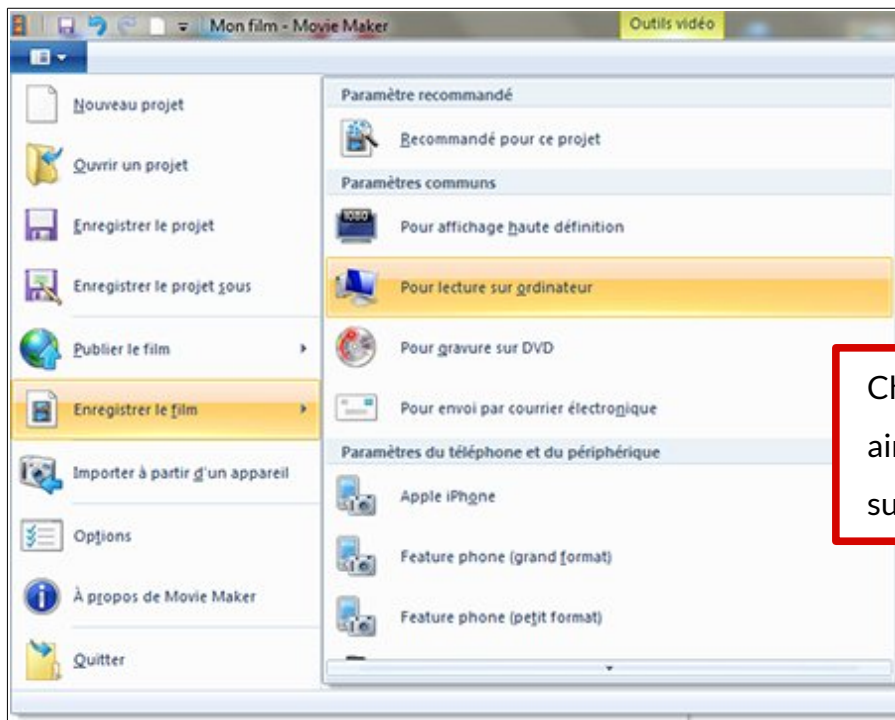 Mon film - Movie Maker
Outils vidéo
Nouveau projet
Ouvrir un projet
Enregistrer le projet
Enregistrer le projet sous
Publier le film
Enregistrer le film
Importer à partir d'un appareil
Options
À propos de Movie Maker
Quitter
Paramètre recommandé
Recommandé pour ce projet
Paramètres communs
1080
Pour affichage haute définition
Pour lecture sur ordinateur
Pour gravure sur DVD
Pour envoi par courrier électronique
Paramètres du téléphone et du périphérique
Apple iPhone
Feature phone (grand format)
Feature phone (petit format)